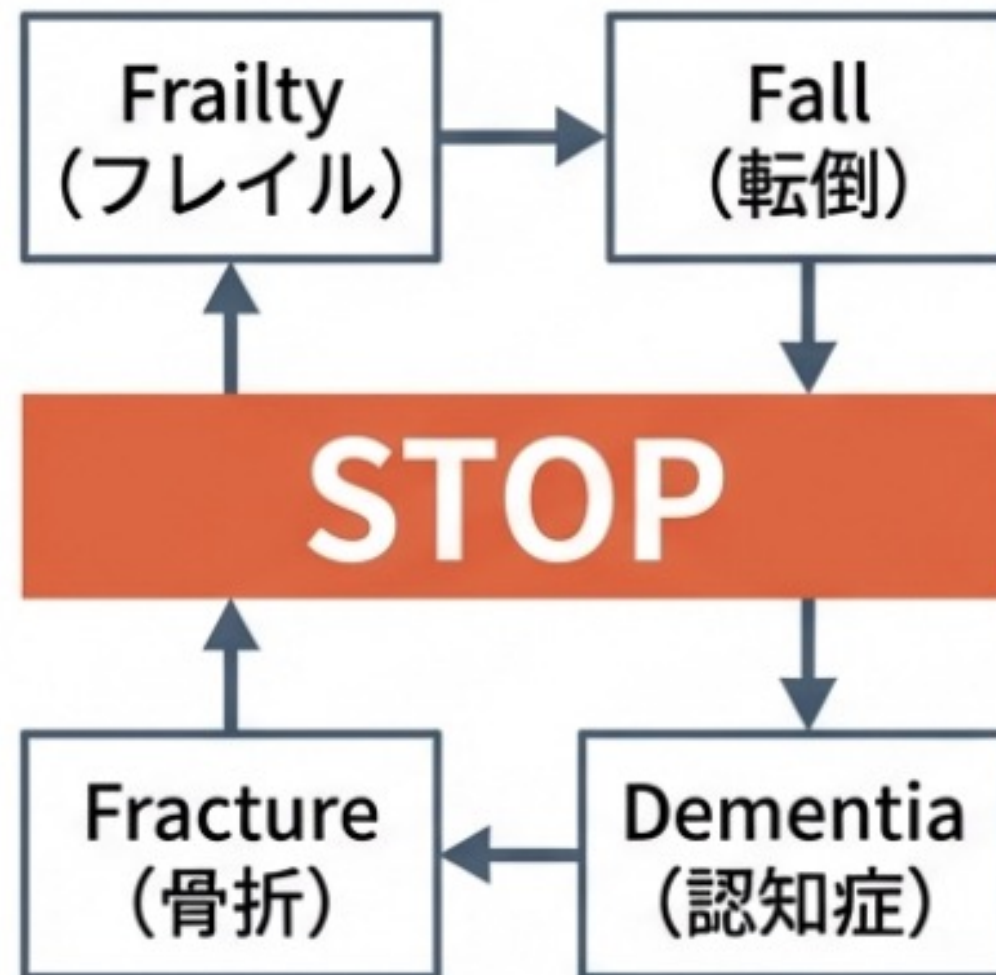 Frailty
（フレイル）
Fall
（転倒）
STOP
Fracture
（骨折）
Dementia
（認知症）